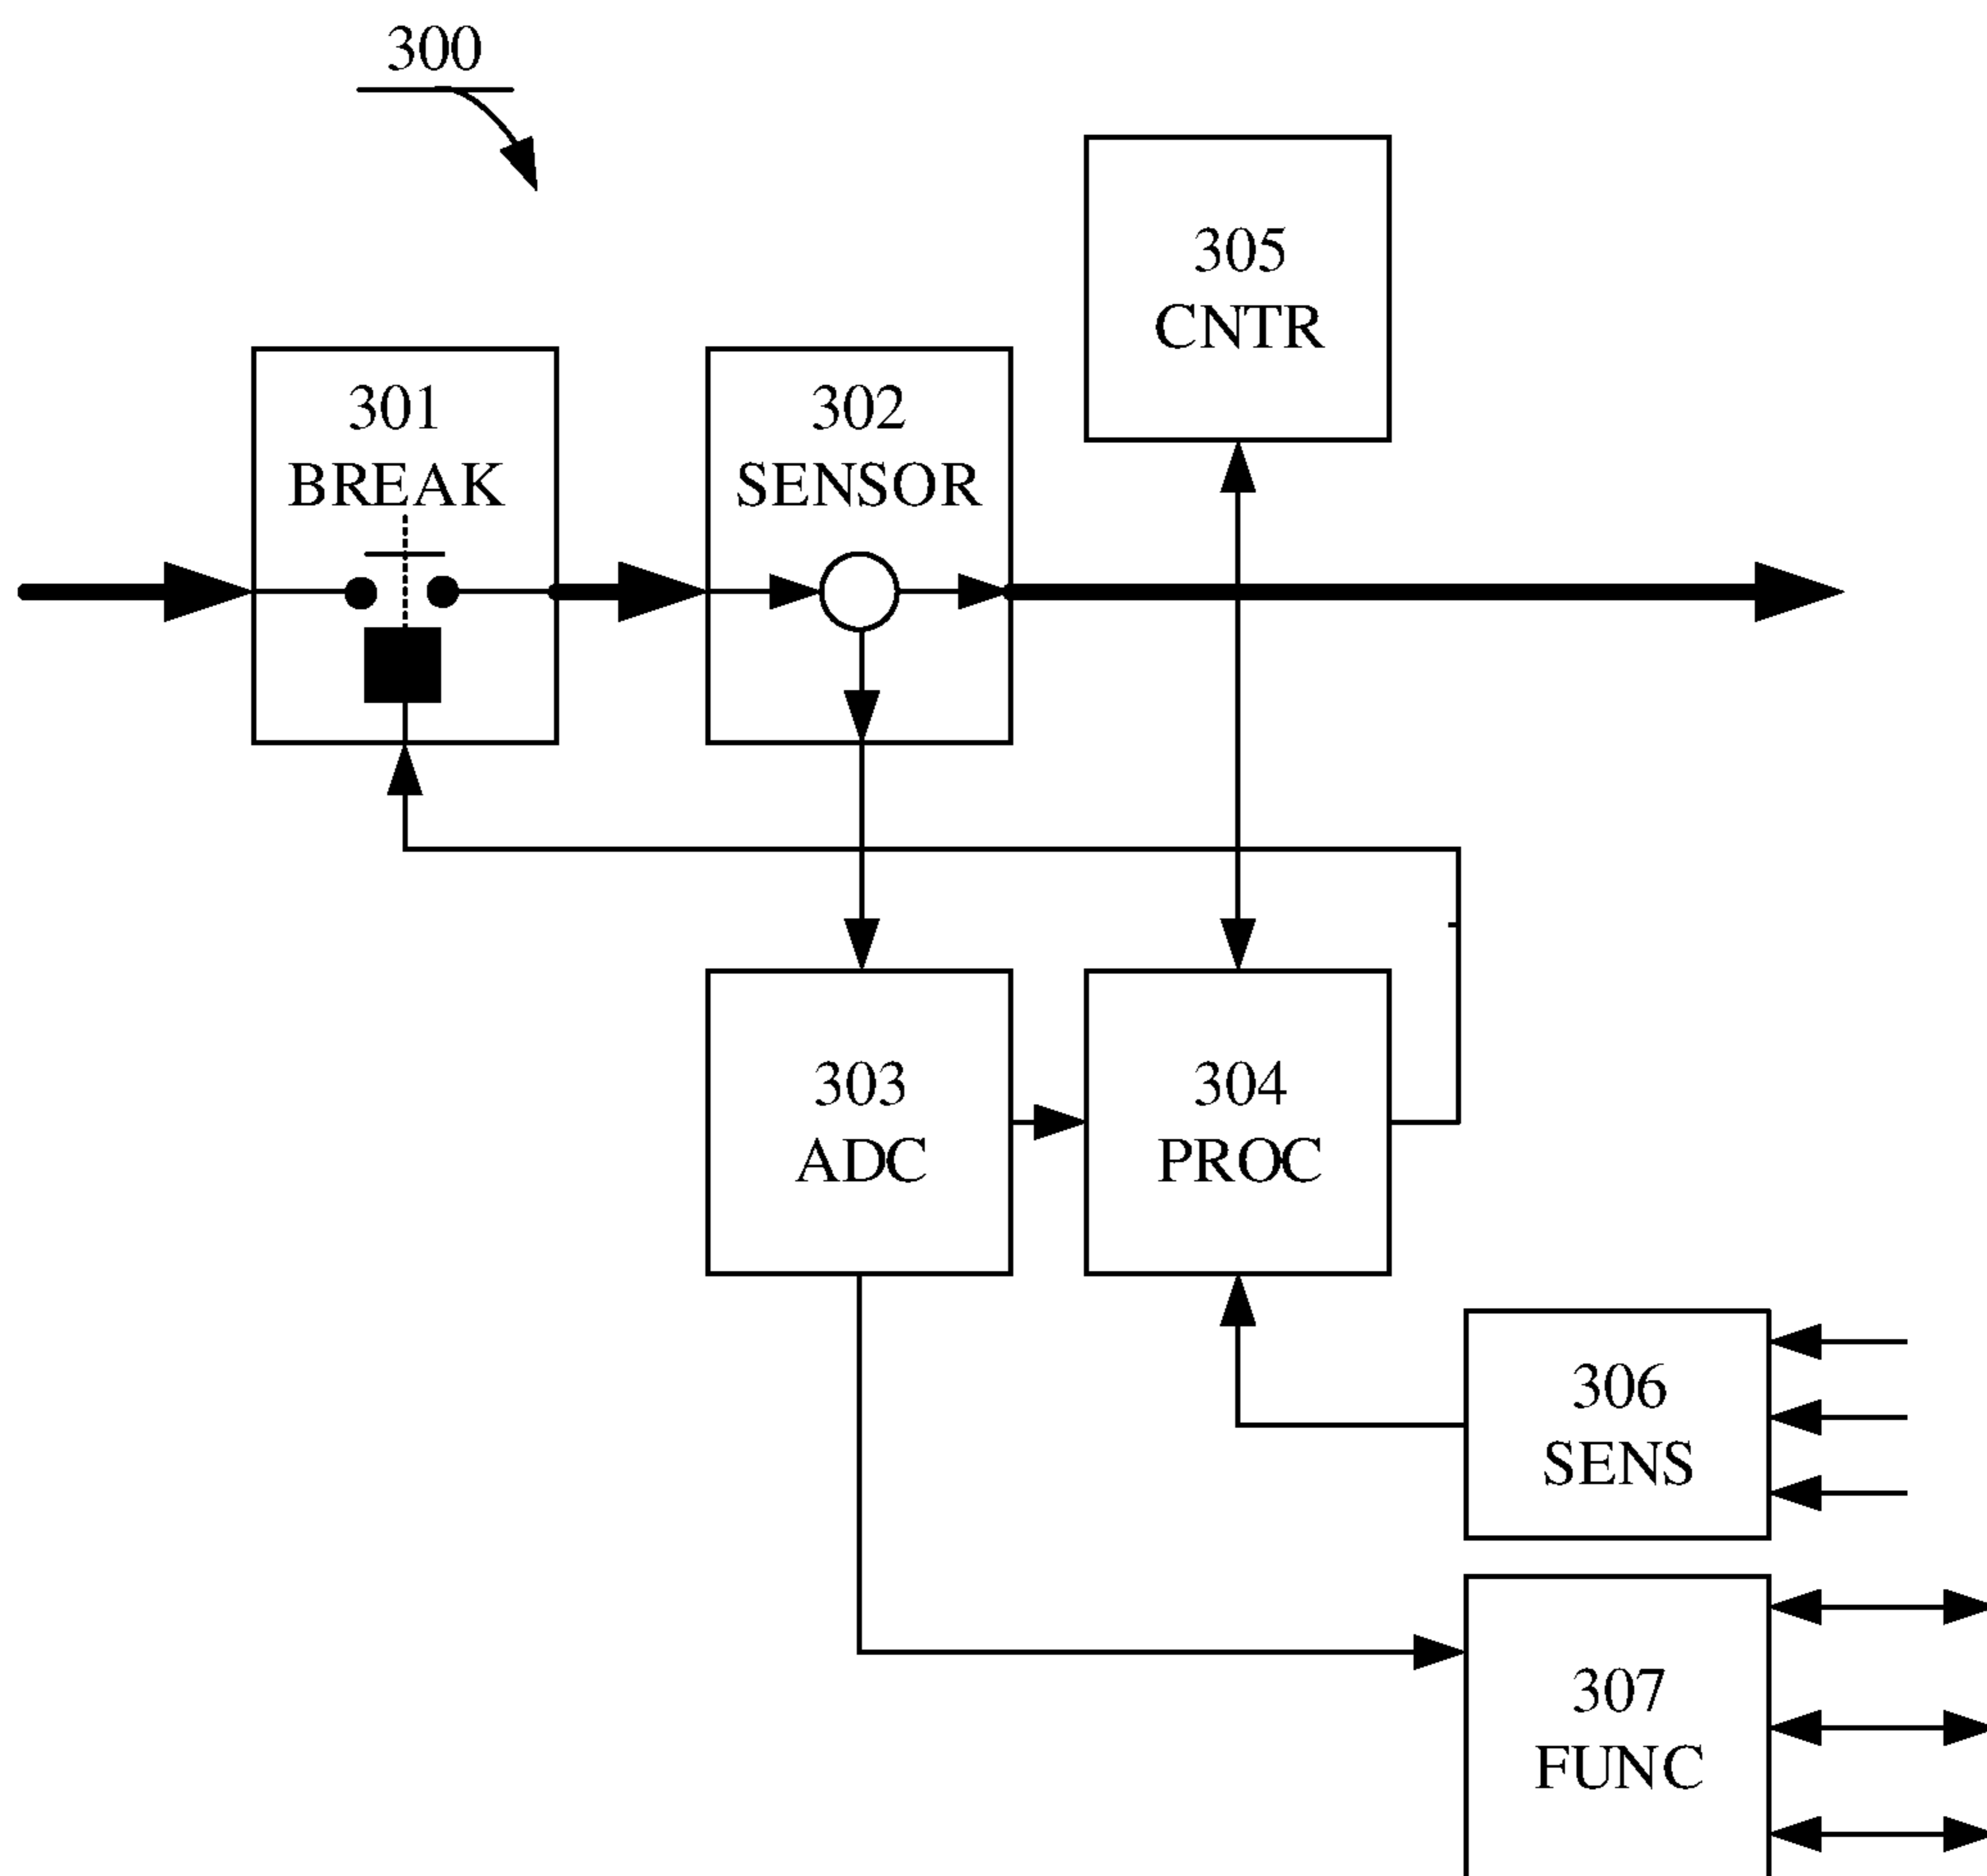 300
305
CNTR
301
BREAK
302
SENSOR
303
ADC
304
PROC
306
SENS
307
FUNC